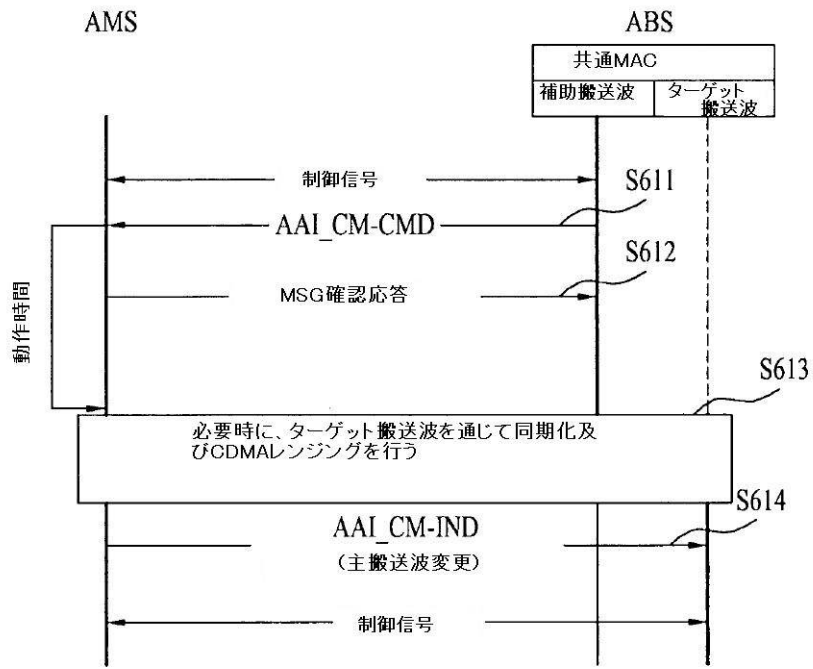 AMS
ABS
共通MAC
補助搬送波
ターゲット
搬送波
制御信号
S611
AAI_CM-CMD
S612
MSG確認応答
動作時間
S613
必要時に、ターゲット搬送波を通じて同期化及
びCDMAレンジングを行う
S614
AAI_CM-IND
(主搬送波変更)
制御信号